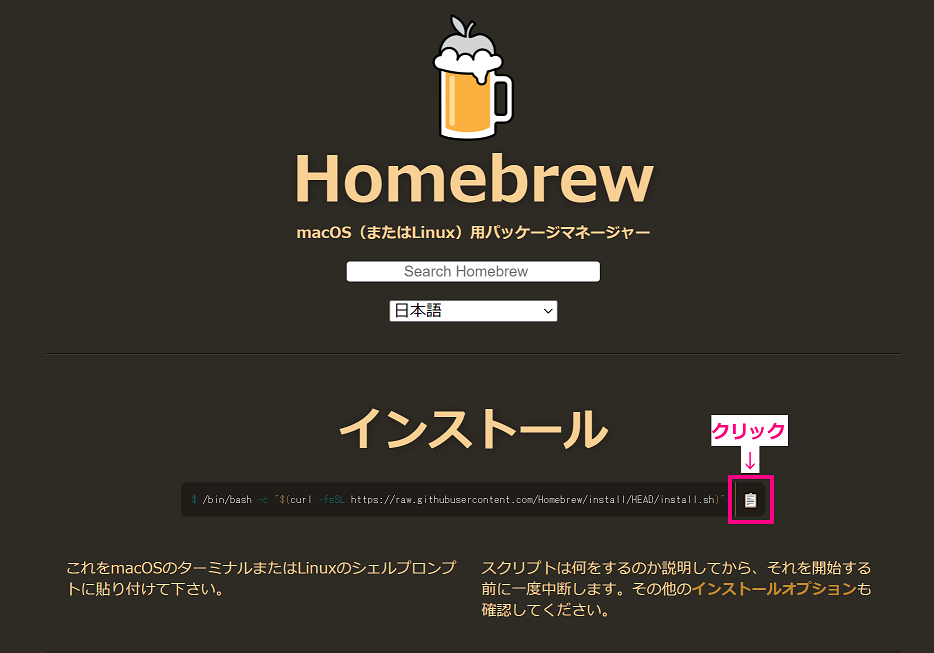 Homebrew
macOS（またはLinux）用パッケージマネージャー
Search Homebrew
日本語
インストール
クリック
↓
$ /bin/bash -c "$(curl -fsSL https://raw.githubusercontent.com/Homebrew/install/HEAD/install.sh)"
これをmacOSのターミナルまたはLinuxのシェルプロンプ
トに貼り付けて下さい。
スクリプトは何をするのか説明してから、それを開始する
前に一度中断します。その他のインストールオプションも
確認してください。